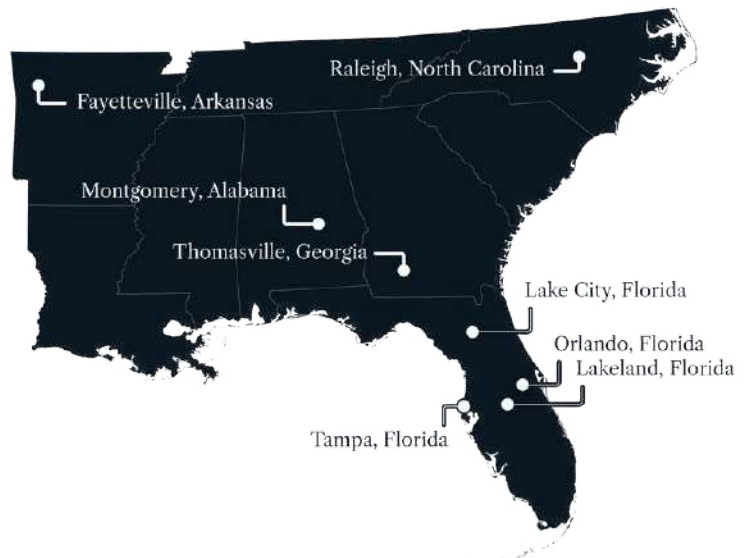 Raleigh, North Carolina
Fayetteville, Arkansas
Montgomery, Alabama
Thomasville, Georgia
Lake City, Florida
Orlando, Florida
Lakeland, Florida
Tampa, Florida